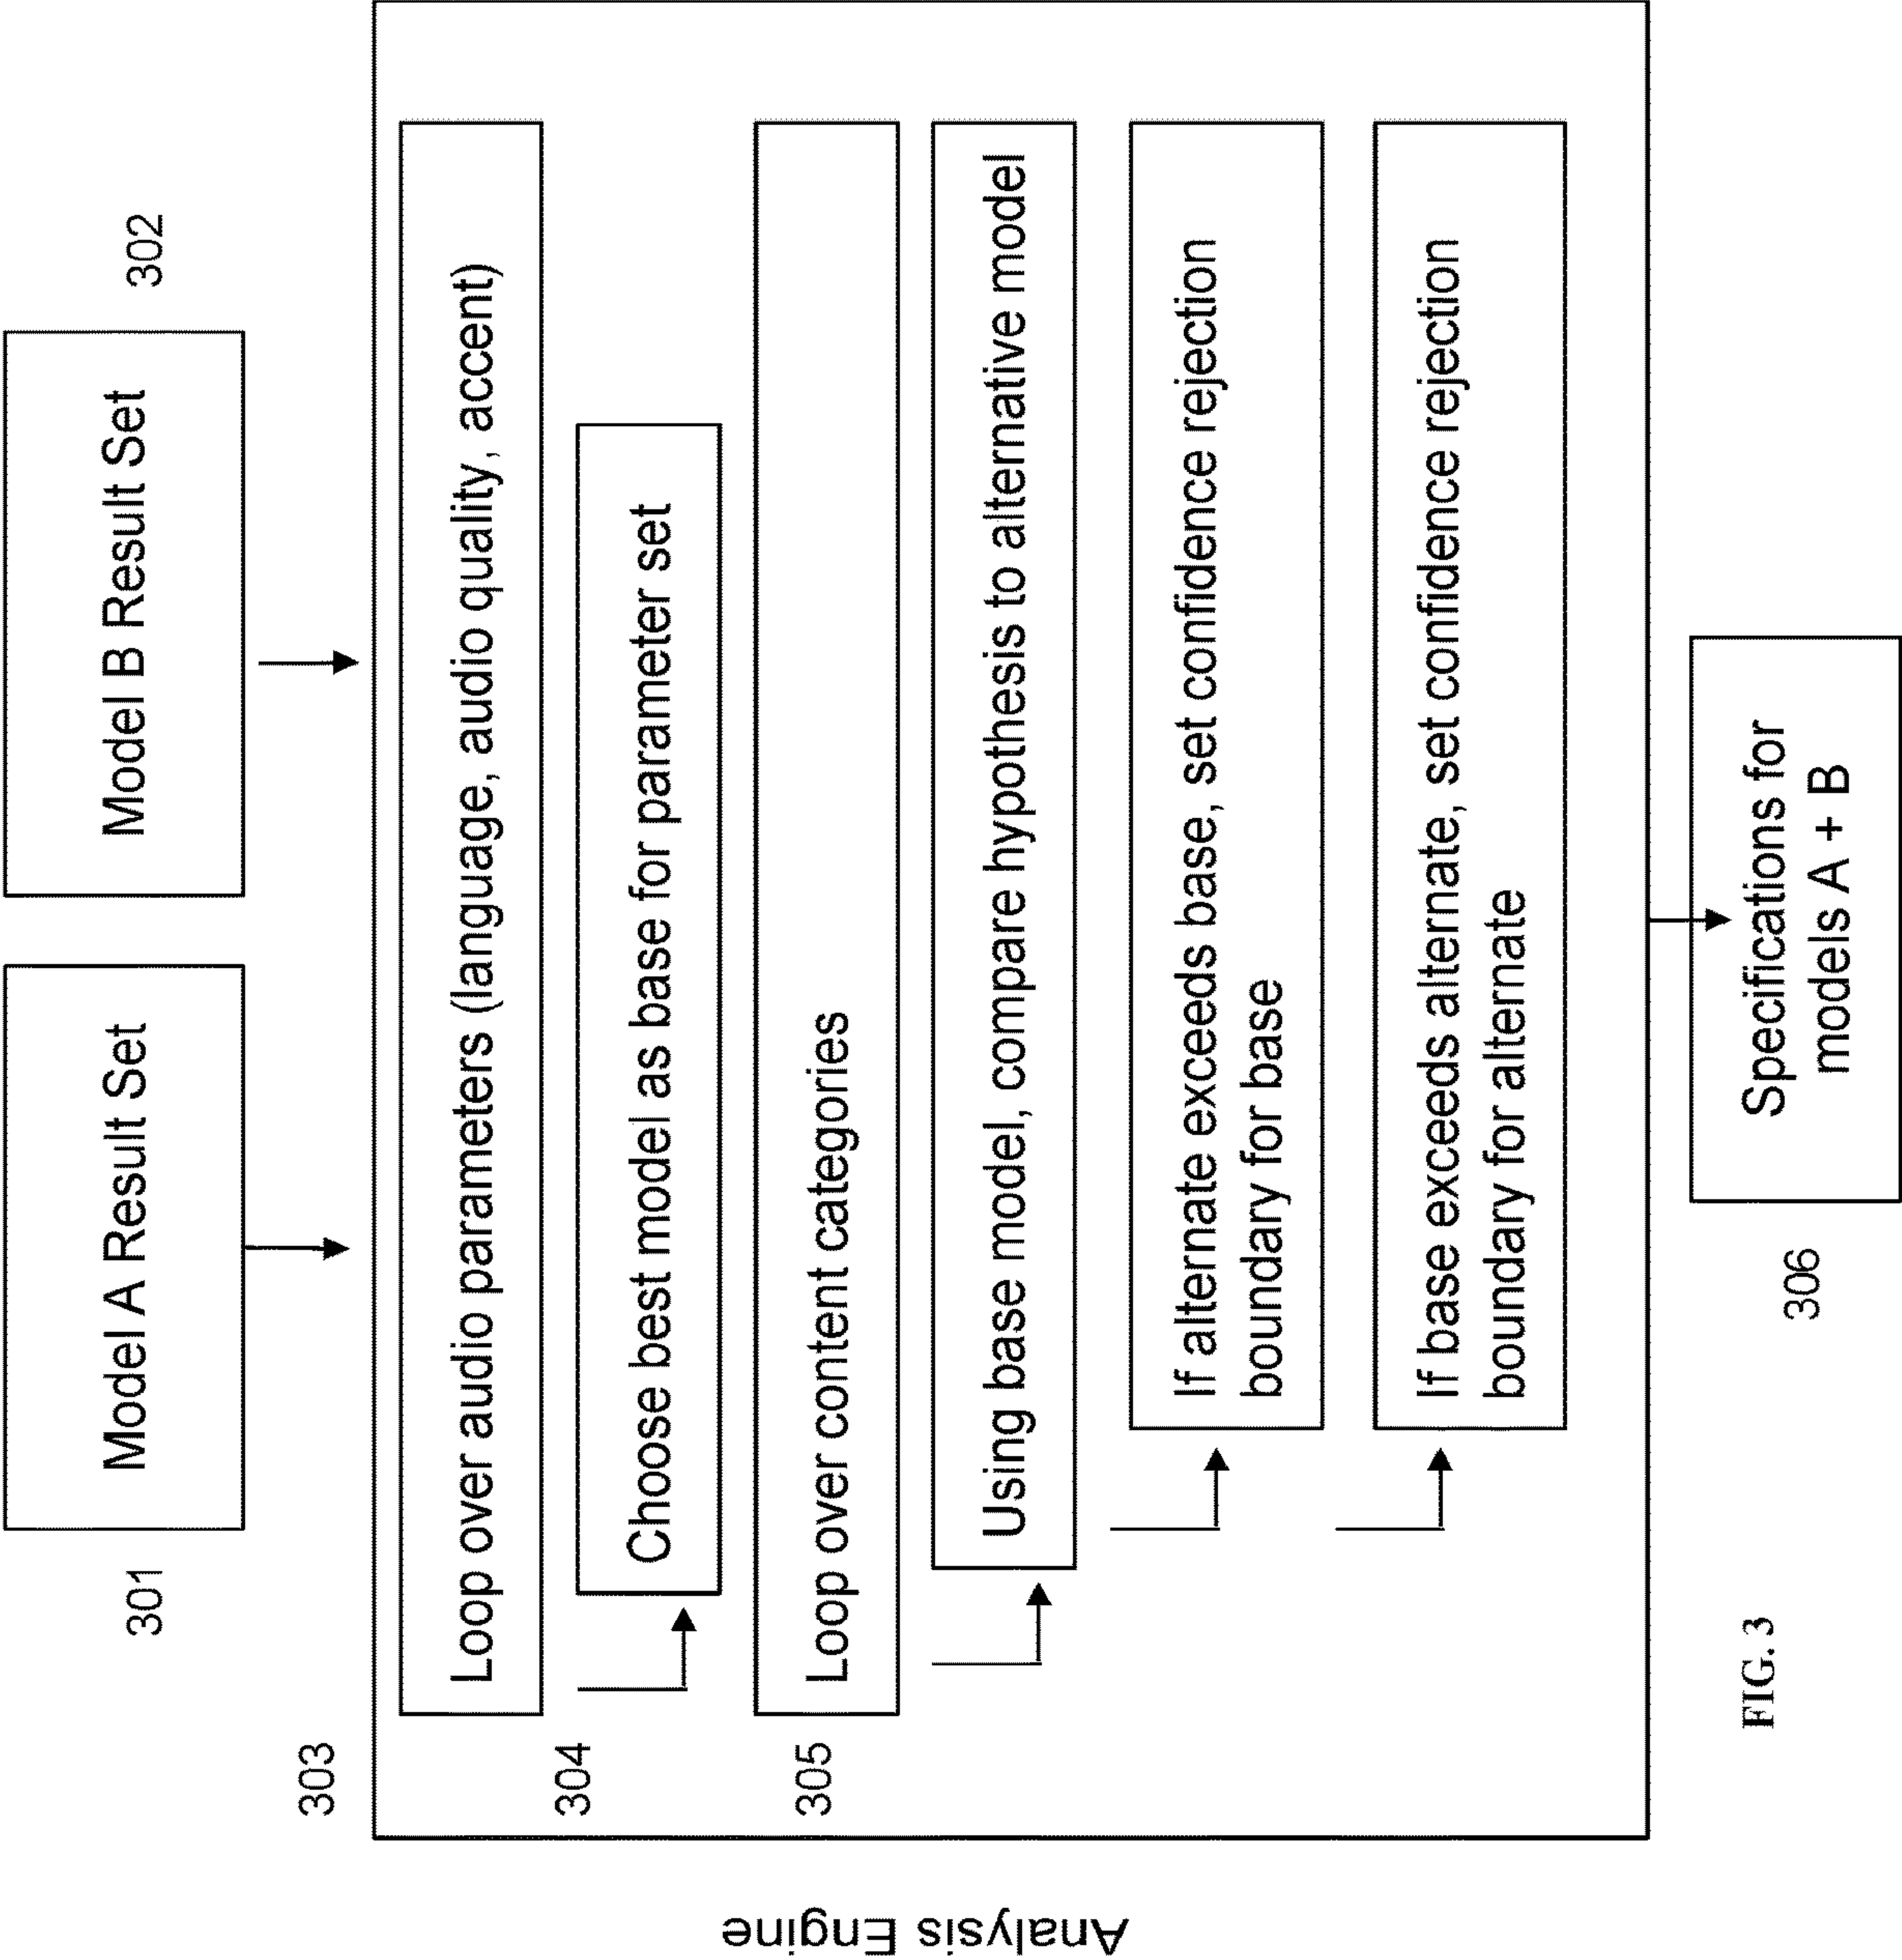 301
Model A Result Set
Model B Result Set
302
303
Analysis Engine
Loop over audio parameters (language, audio quality, accent)
304
Choose best model as base for parameter set
305
Loop over content categories
Using base model, compare hypothesis to alternative model
If alternate exceeds base, set confidence rejection
boundary for base
If base exceeds alternate, set confidence rejection
boundary for alternate
306
Specifications for
models A + B
FIG. 3